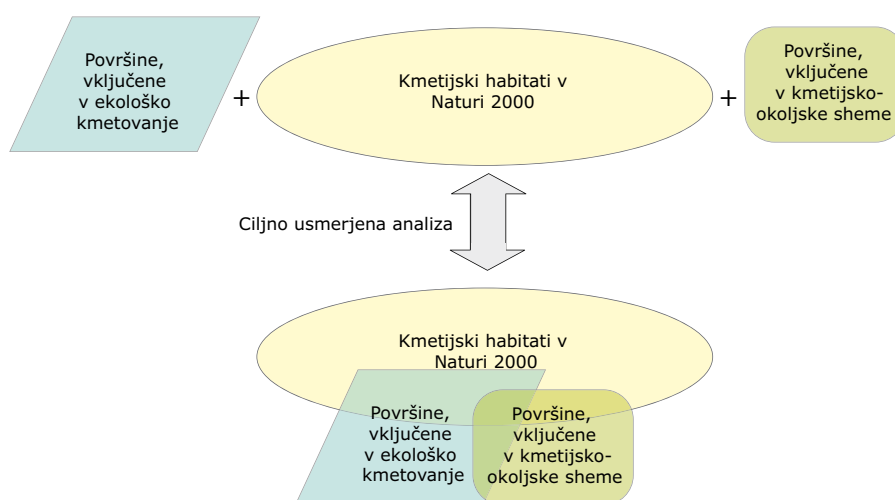 Površine,
vključene
v ekološko
kmetovanje
+
Kmetijski habitati v
Naturi 2000
+
Površine,
vključene
v kmetijsko-
okoljske sheme
Ciljno usmerjena analiza
Kmetijski habitati v
Naturi 2000
Površine,
vključene
v ekološko
kmetovanje
Površine,
vključene
v kmetijsko-
okoljske sheme